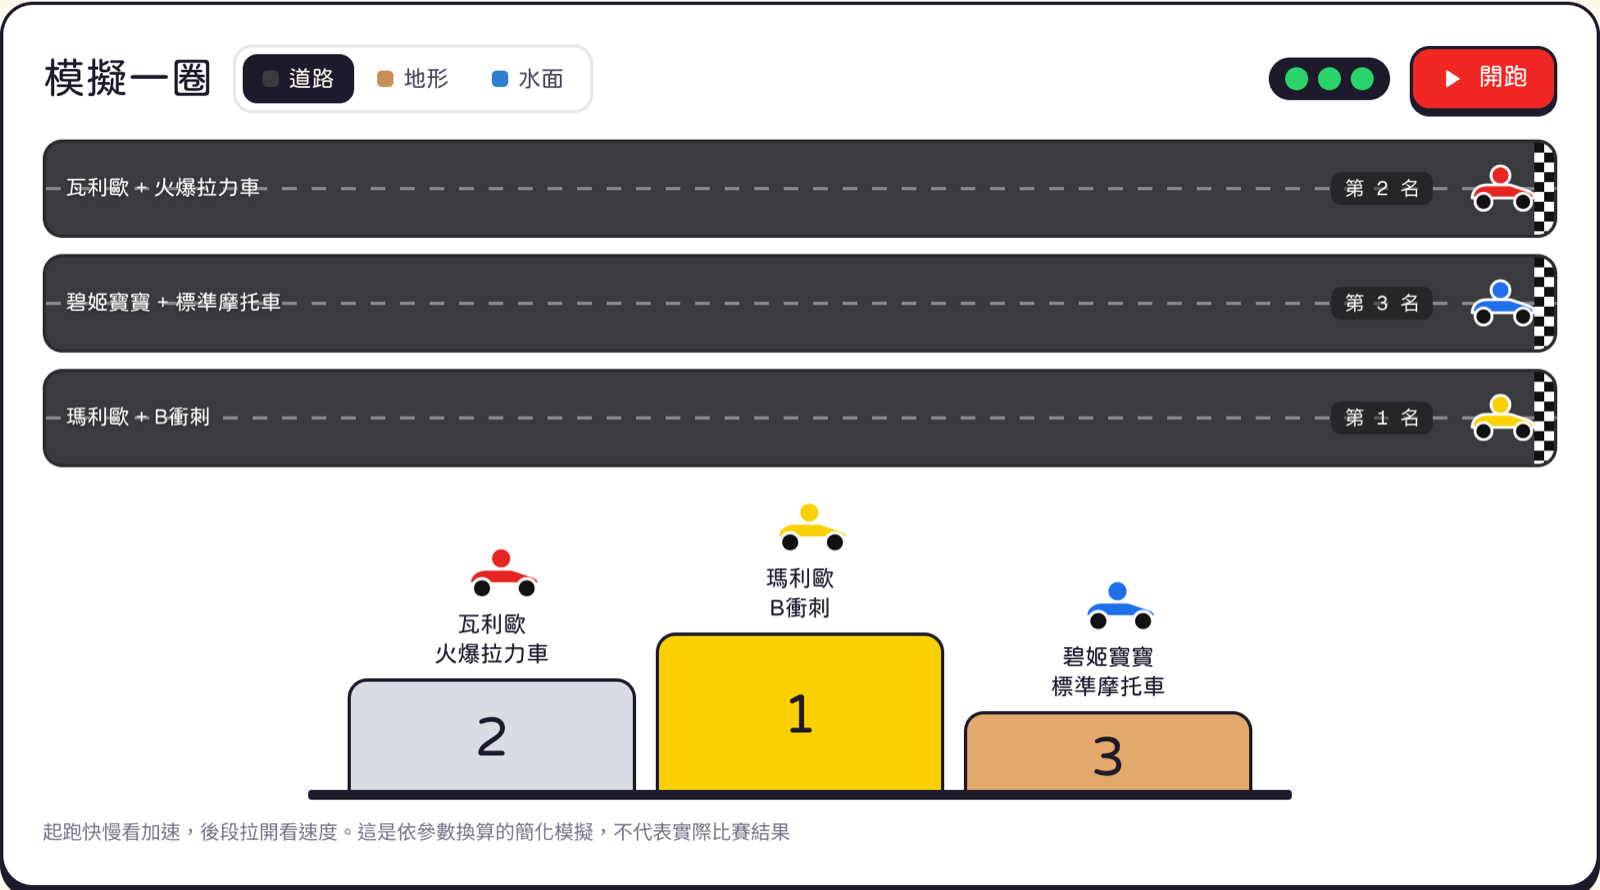 模擬一圈
道路
地形
水面
開跑
瓦利歐 + 火爆拉力車
第 2 名
碧姬寶寶 + 標準摩托車
第 3 名
瑪利歐 + B衝刺
第 1 名
瑪利歐
B衝刺
瓦利歐
火爆拉力車
碧姬寶寶
標準摩托車
2
1
3
起跑快慢看加速，後段拉開看速度。這是依參數換算的簡化模擬，不代表實際比賽結果